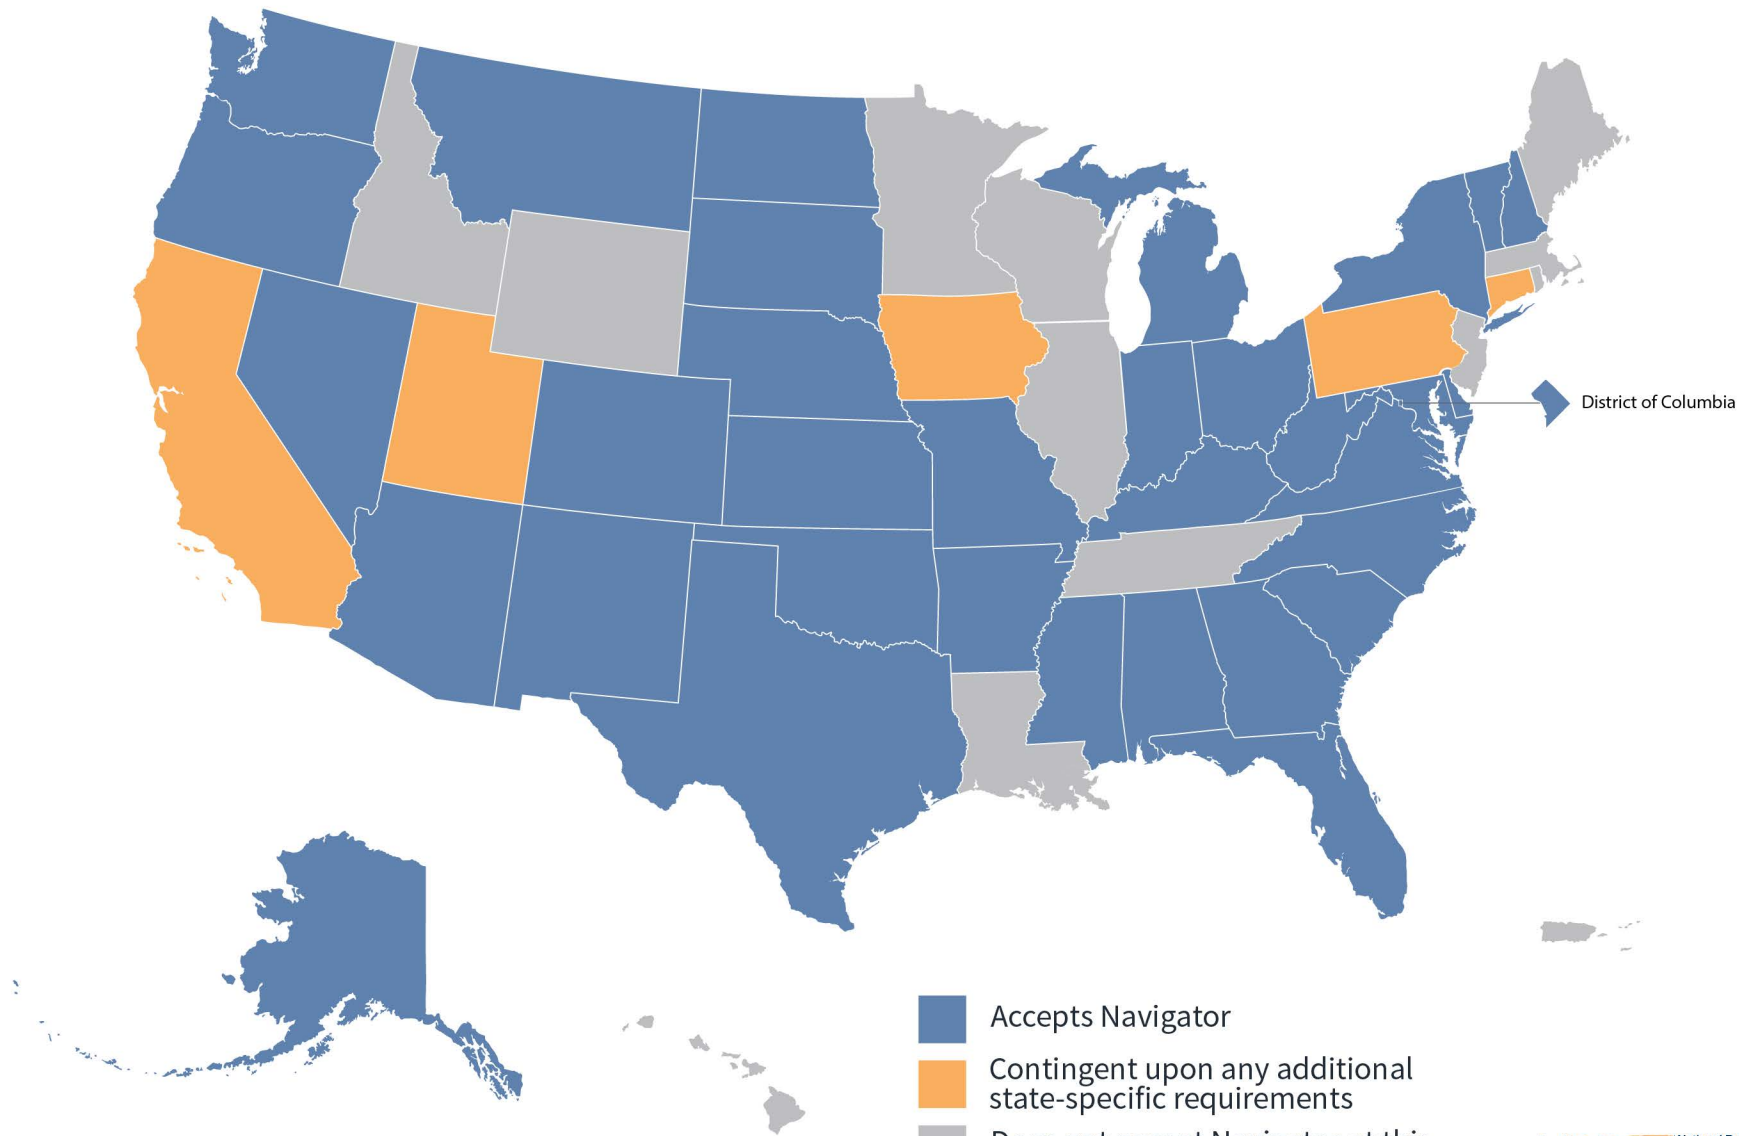 District of Columbia
Accepts Navigator
Contingent upon any additional
state-specific requirements